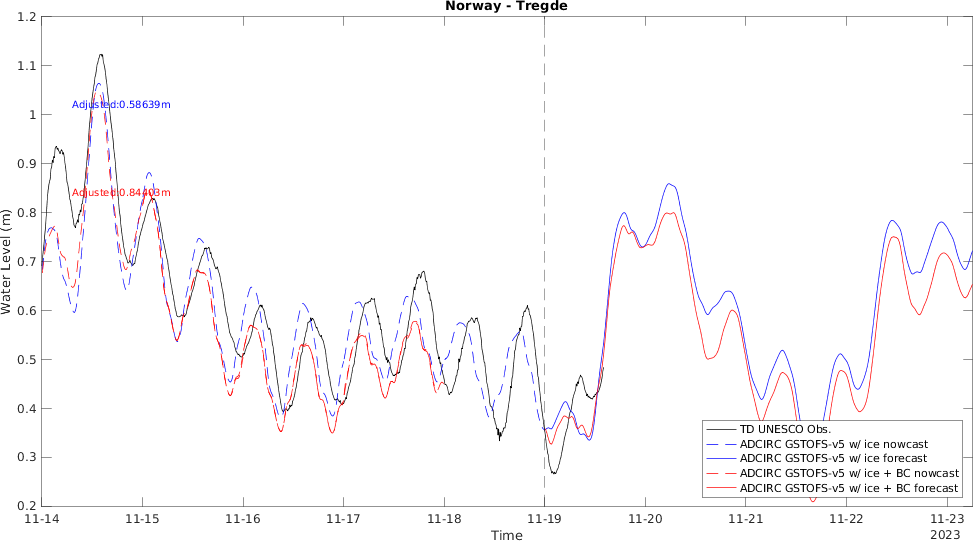 Norway - Tregde
1.2
1.1
1
0.9
0.8
0.7
0.6
0.5
0.4
0.3
0.2
Water Level (m)
Adjusted:0.58639m
Adjusted:0.84403m
TD UNESCO Obs.
ADCIRC GSTOFS-v5 w/ ice nowcast
ADCIRC GSTOFS-v5 w/ ice forecast
ADCIRC GSTOFS-v5 w/ ice + BC nowcast
ADCIRC GSTOFS-v5 w/ ice + BC forecast
11-14 11-15 11-16 11-17 11-18 11-19 11-20 11-21 11-22 11-23
2023
Time